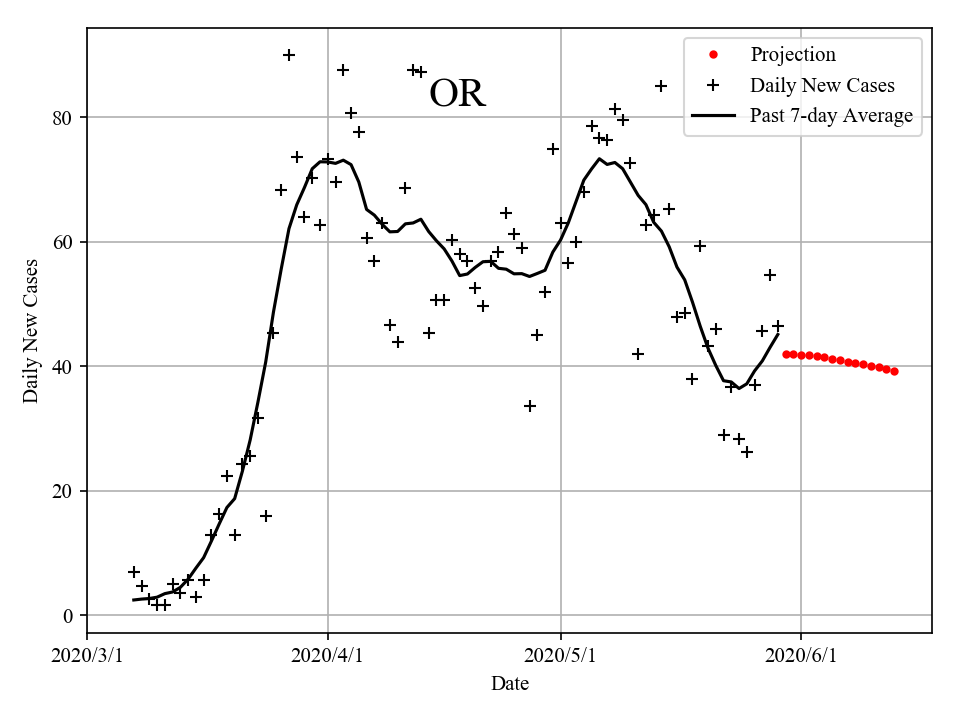 OR
Projection
Daily New Cases
Past 7-day Average
Daily New Cases
80
60
40
20
0
2020/3/1 2020/4/1 2020/5/1 2020/6/1
Date